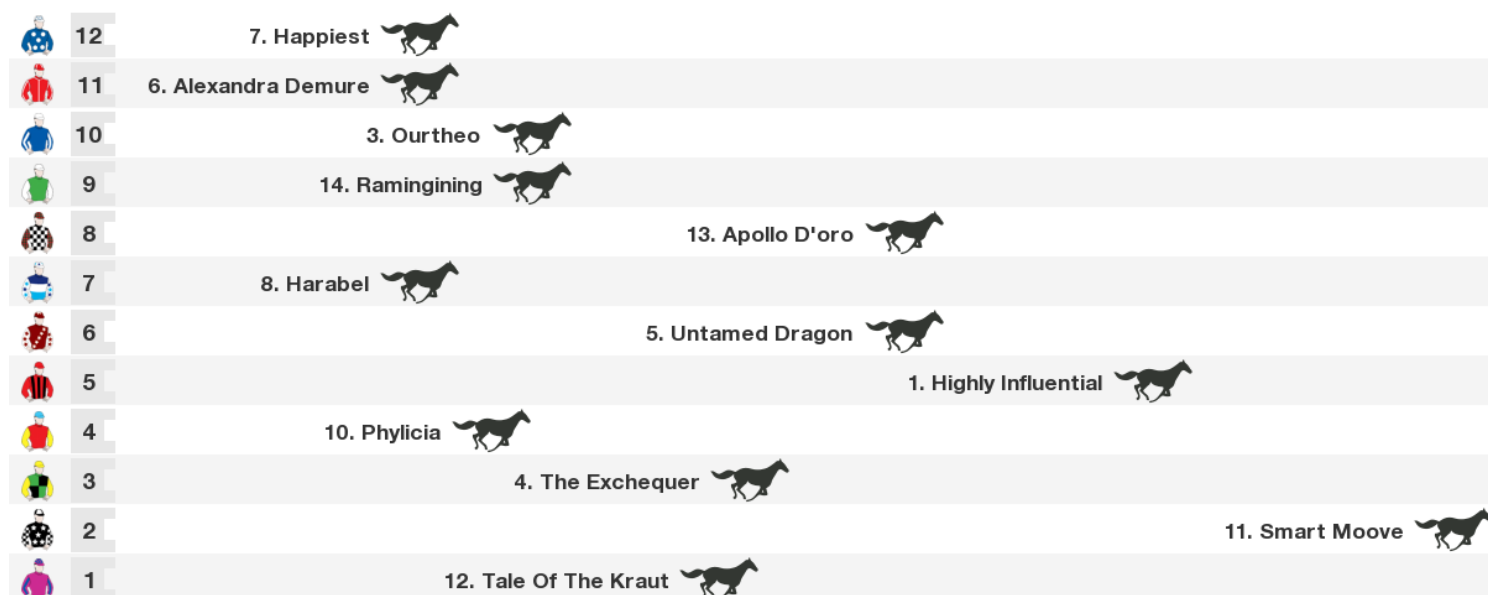 12 7. Happiest
11 6. Alexandra Demure
10 3. Ourtheo
9 14. Ramingining
8 13. Apollo D'oro
7 8. Harabel
6 5. Untamed Dragon
5 1. Highly Influential
4 10. Phylicia
3 4. The Exchequer
2 11. Smart Moove
1 12. Tale Of The Kraut